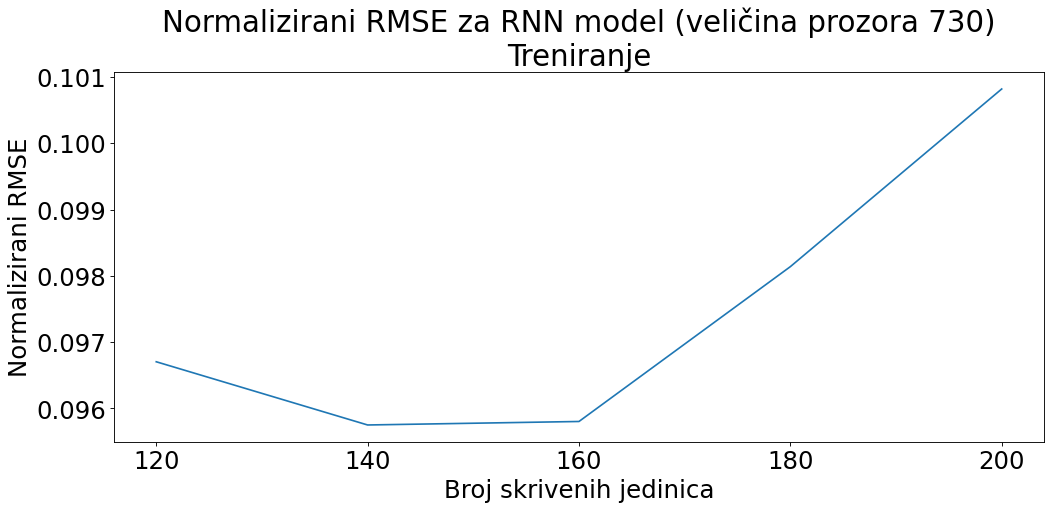 Normalizirani RMSE za RNN model (veličina prozora 730)
Treniranje
0.101
0.100
0.099
0.098
0.097
0.096
Normalizirani RMSE
120 140 160 180 200
Broj skrivenih jedinica